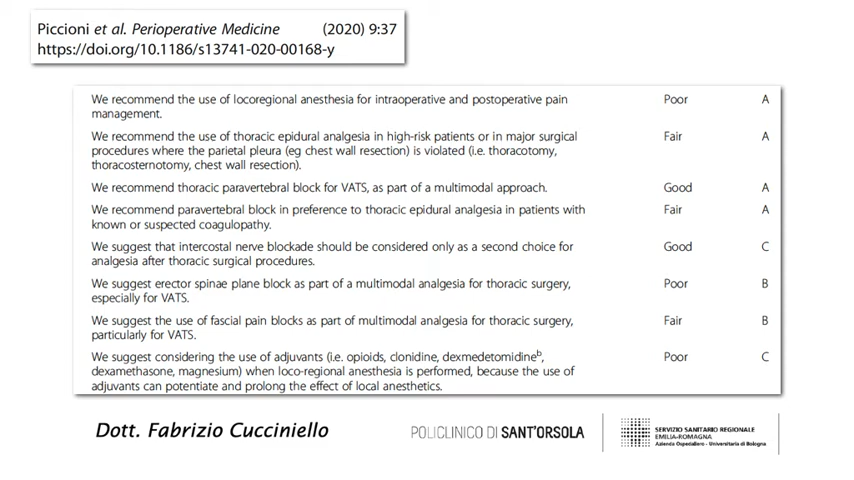 Piccioni et al. Perioperative Medicine (2020) 9:37
https://doi.org/10.1186/s13741-020-00168-y
We recommend the use of locoregional anesthesia for intraoperative and postoperative pain Poor A
management.
We recommend the use of thoracic epidural analgesia in high-risk patients or in major surgical Fair A
procedures where the parietal pleura (eg chest wall resection) is violated (i.e. thoracotomy,
thoracosternotomy, chest wall resection).
We recommend thoracic paravertebral block for VATS, as part of a multimodal approach. Good A
We recommend paravertebral block in preference to thoracic epidural analgesia in patients with Fair A
known or suspected coagulopathy.
We suggest that intercostal nerve blockade should be considered only as a second choice for Good C
analgesia after thoracic surgical procedures.
We suggest erector spinae plane block as part of a multimodal analgesia for thoracic surgery, Poor B
especially for VATS.
We suggest the use of fascial pain blocks as part of multimodal analgesia for thoracic surgery, Fair B
particularly for VATS.
We suggest considering the use of adjuvants (i.e. opioids, clonidine, dexmedetomidineᵇ, Poor C
dexamethasone, magnesium) when loco-regional anesthesia is performed, because the use of
adjuvants can potentiate and prolong the effect of local anesthetics.
Dott. Fabrizio Cucciniello
POLICLINICO DI SANT'ORSOLA
SERVIZIO SANITARIO REGIONALE
EMILIA-ROMAGNA
Azienda Ospedaliero - Universitaria di Bologna